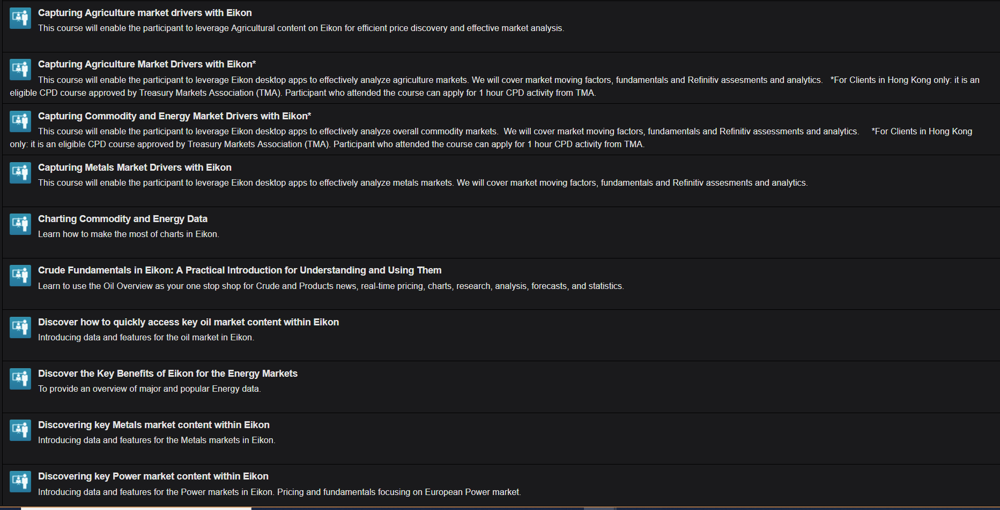 Capturing Agriculture market drivers with Eikon
This course will enable the participant to leverage Agricultural content on Eikon for efficient price discovery and effective market analysis.
Capturing Agriculture Market Drivers with Eikon*
This course will enable the participant to leverage Eikon desktop apps to effectively analyze agriculture markets. We will cover market moving factors, fundamentals and Refinitiv assesments and analytics.   *For Clients in Hong Kong only: it is an
eligible CPD course approved by Treasury Markets Association (TMA). Participant who attended the course can apply for 1 hour CPD activity from TMA.
Capturing Commodity and Energy Market Drivers with Eikon*
This course will enable the participant to leverage Eikon desktop apps to effectively analyze overall commodity markets.  We will cover market moving factors, fundamentals and Refinitiv assessments and analytics.     *For Clients in Hong Kong
only: it is an eligible CPD course approved by Treasury Markets Association (TMA). Participant who attended the course can apply for 1 hour CPD activity from TMA.
Capturing Metals Market Drivers with Eikon
This course will enable the participant to leverage Eikon desktop apps to effectively analyze metals markets. We will cover market moving factors, fundamentals and Refinitiv assesments and analytics.
Charting Commodity and Energy Data
Learn how to make the most of charts in Eikon.
Crude Fundamentals in Eikon: A Practical Introduction for Understanding and Using Them
Learn to use the Oil Overview as your one stop shop for Crude and Products news, real-time pricing, charts, research, analysis, forecasts, and statistics.
Discover how to quickly access key oil market content within Eikon
Introducing data and features for the oil market in Eikon.
Discover the Key Benefits of Eikon for the Energy Markets
To provide an overview of major and popular Energy data.
Discovering key Metals market content within Eikon
Introducing data and features for the Metals markets in Eikon.
Discovering key Power market content within Eikon
Introducing data and features for the Power markets in Eikon. Pricing and fundamentals focusing on European Power market.